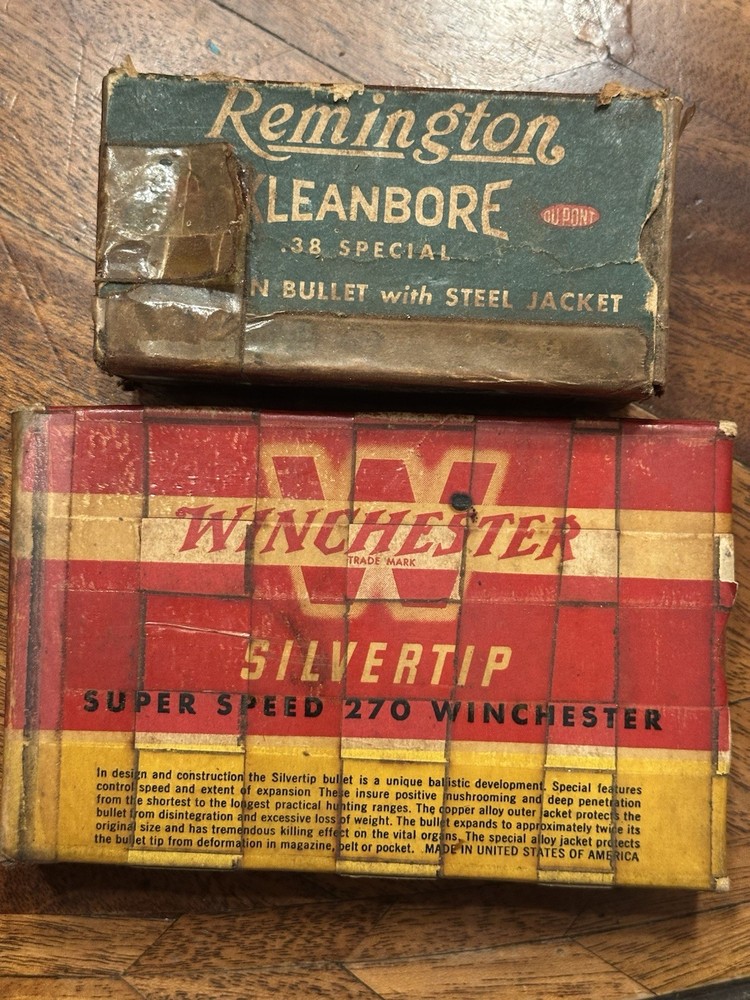 Remington
KLEANBORE
DU PONT
.38 SPECIAL
N BULLET with STEEL JACKET
W
WINCHESTER
TRADE MARK
SILVERTIP
SUPER SPEED 270 WINCHESTER
In design and construction the Silvertip bullet is a unique ballistic development. Special features
control speed and extent of expansion These insure positive mushrooming and deep penetration
from the shortest to the longest practical hunting ranges. The copper alloy outer jacket protects the
bullet from disintegration and excessive loss of weight. The bullet expands to approximately twice its
original size and has tremendous killing effect on the vital organs. The special alloy jacket protects
the bullet tip from deformation in magazine, belt or pocket. MADE IN UNITED STATES OF AMERICA